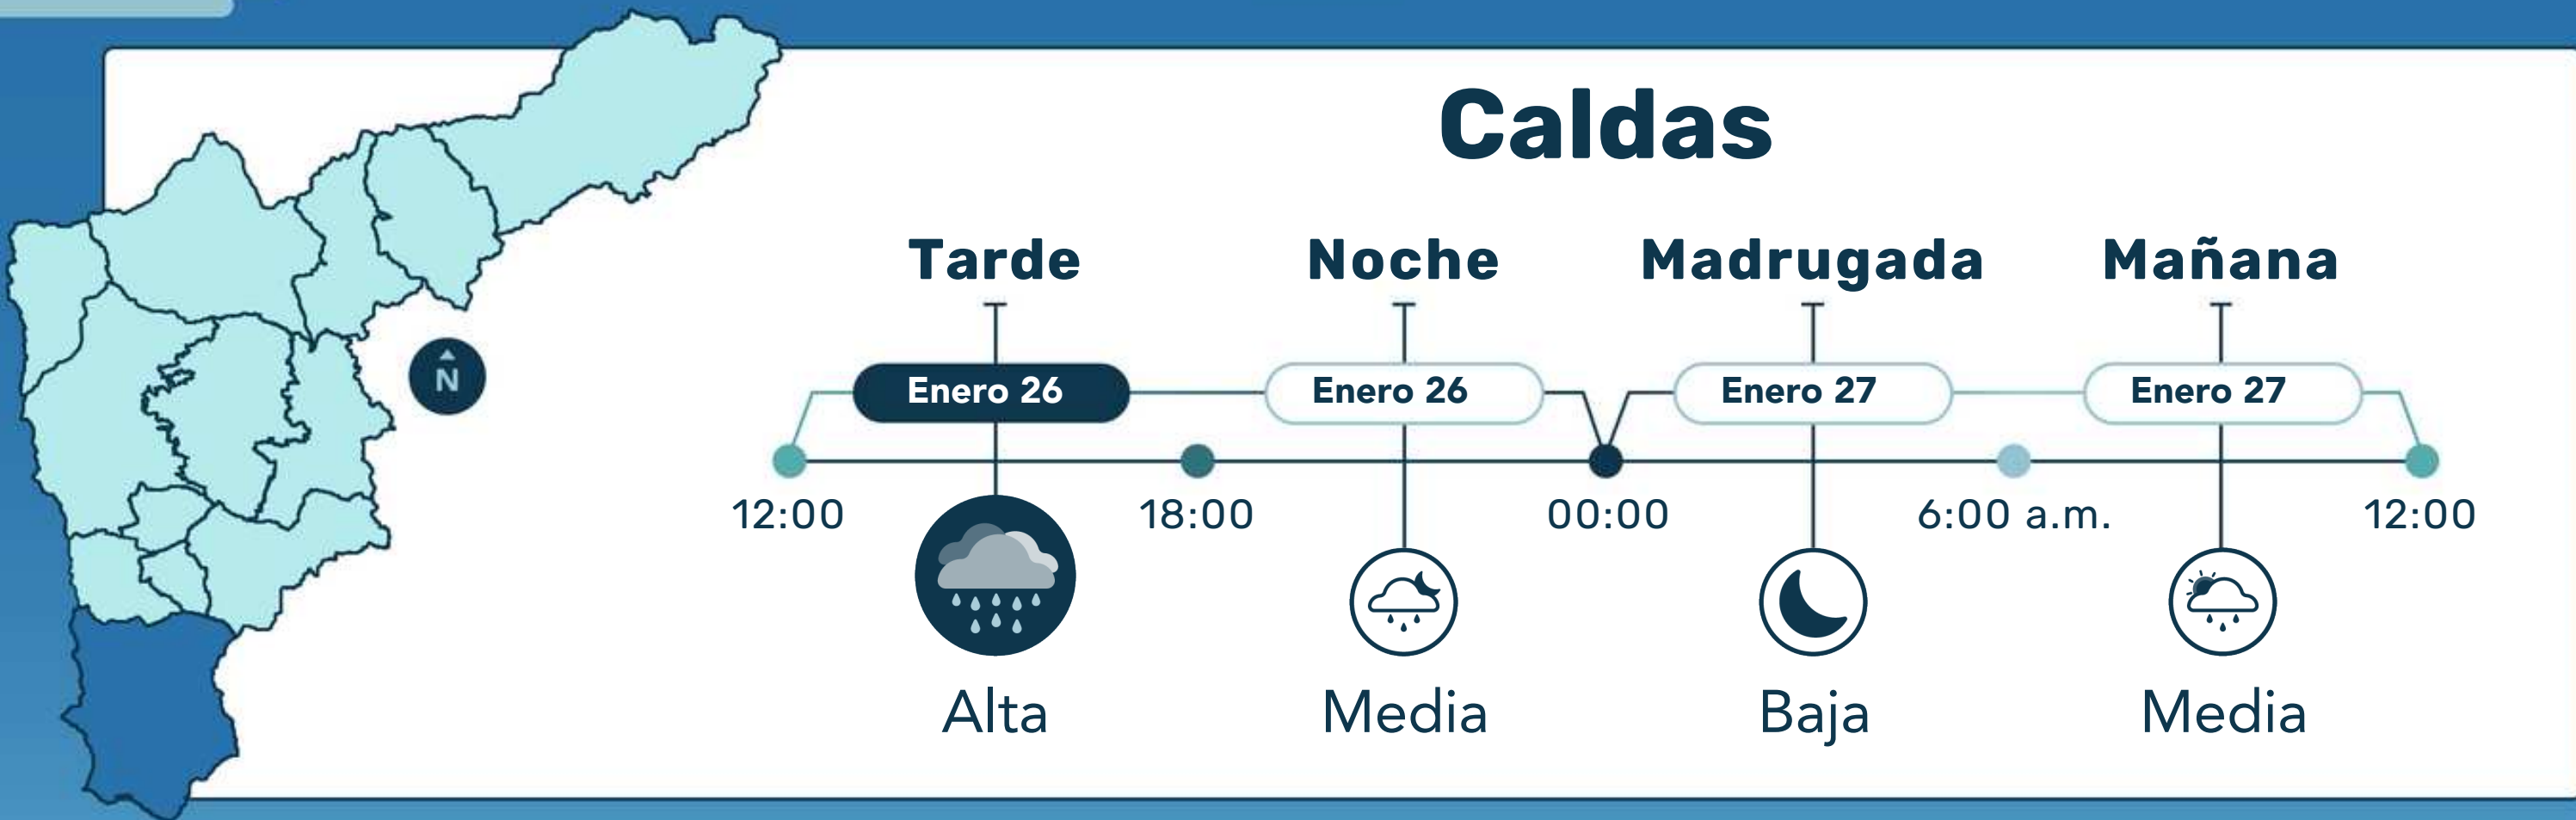 Caldas
Tarde Noche Madrugada Mañana
Enero 26 Enero 26 Enero 27 Enero 27
N
12:00 18:00 00:00 6:00 a.m. 12:00
Alta Media Baja Media